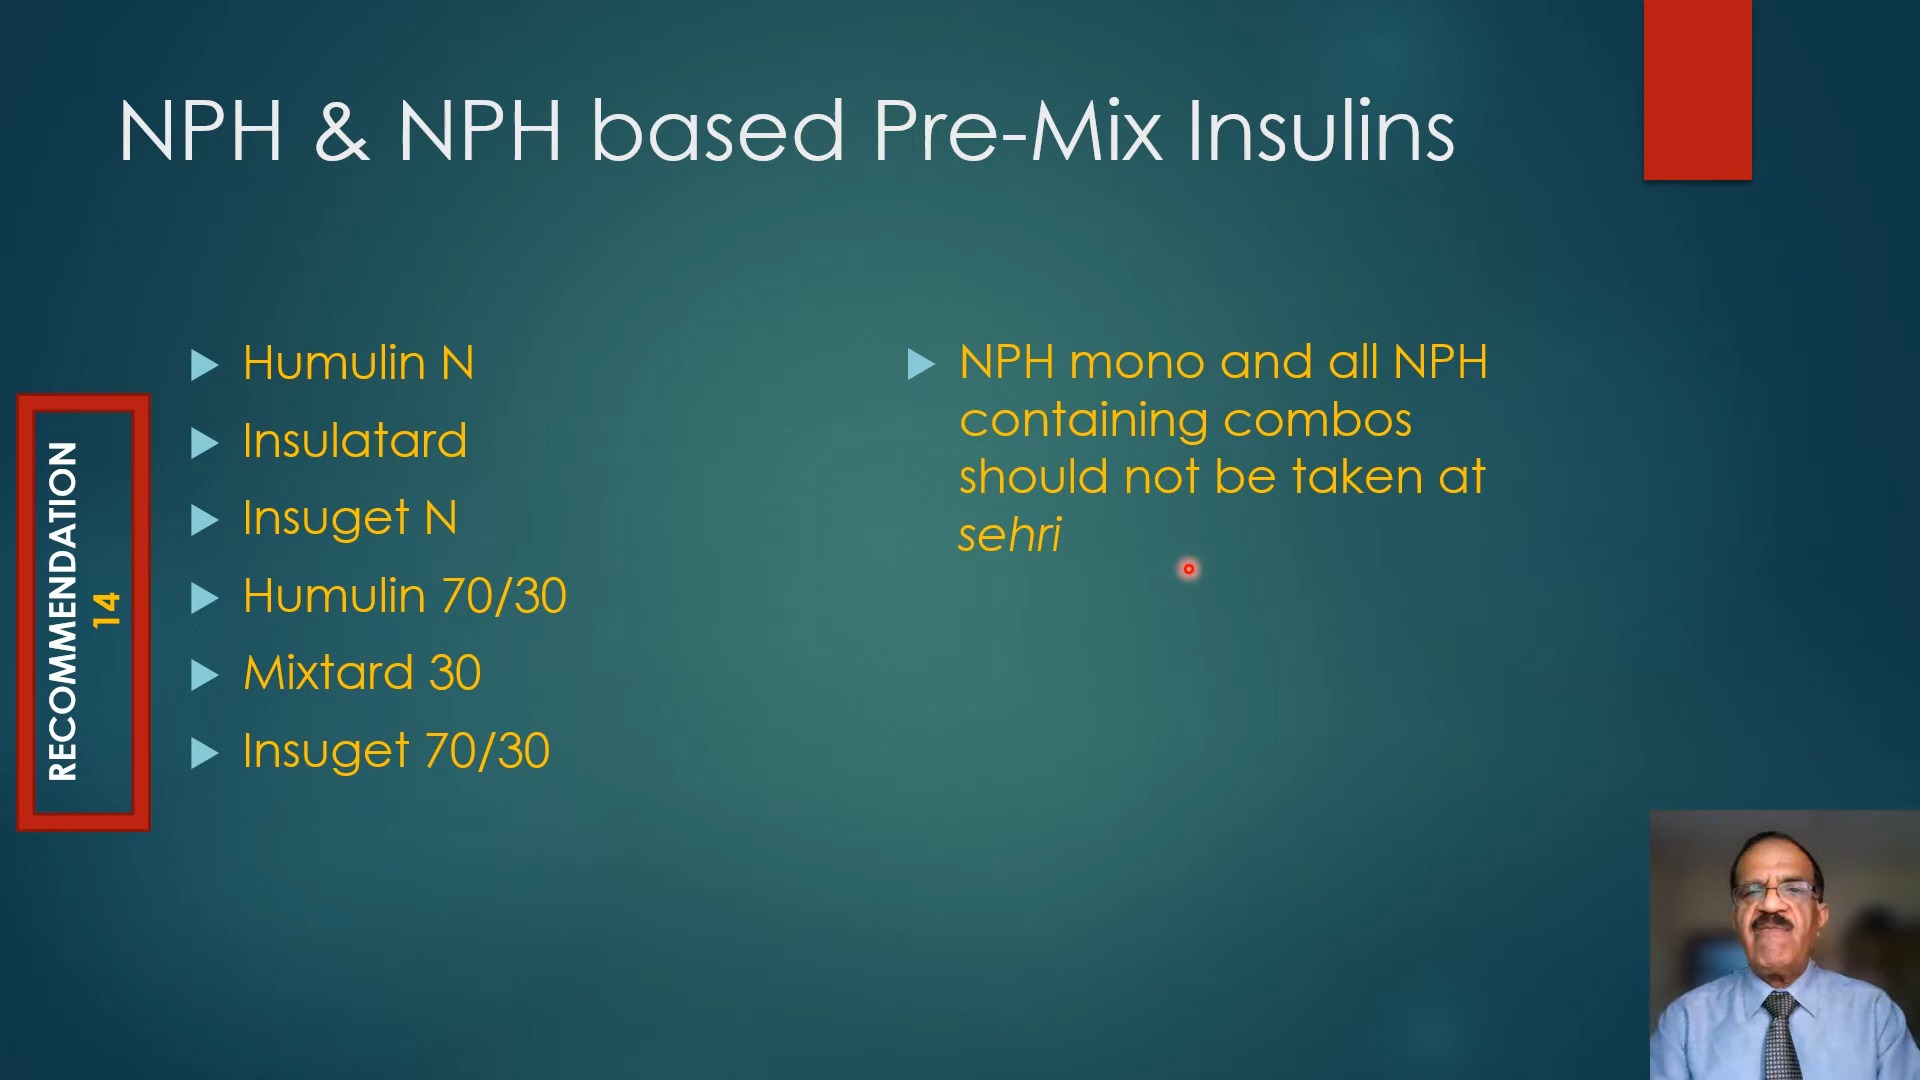 NPH & NPH based Pre-Mix Insulins
RECOMMENDATION
14
Humulin N
Insulatard
Insuget N
Humulin 70/30
Mixtard 30
Insuget 70/30
NPH mono and all NPH
containing combos
should not be taken at
sehri